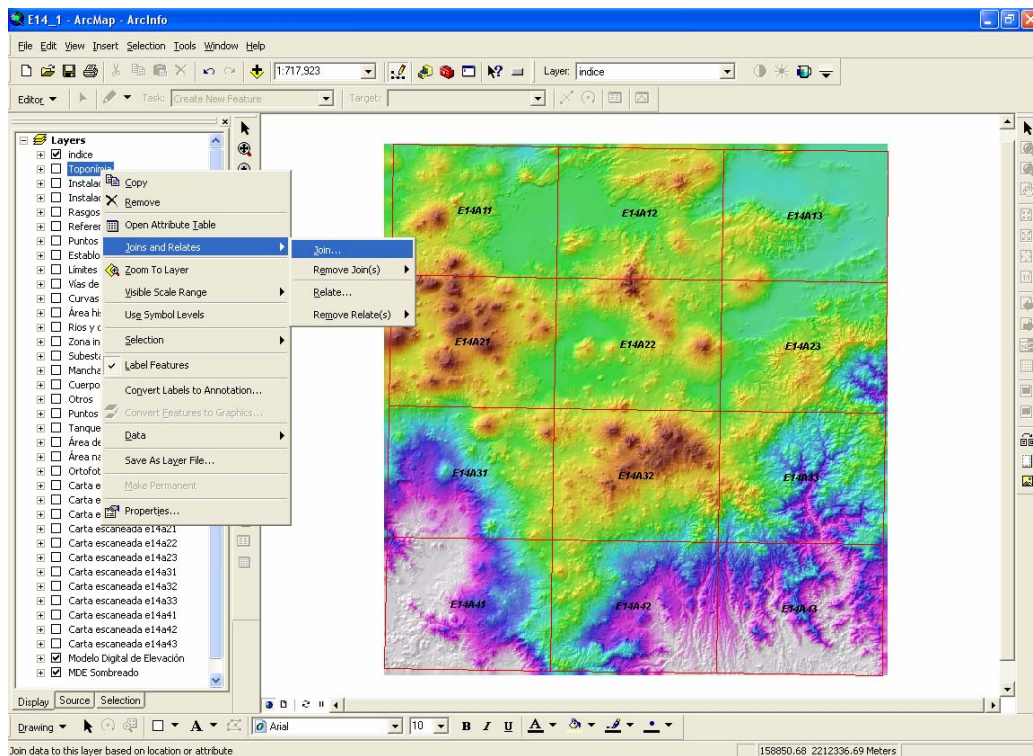 E14_1 - ArcMap - ArcInfo
File Edit View Insert Selection Tools Window Help
1:717,923 Layer: indice
Editor Task: Create New Feature Target:
Layers
indice
Toponimia
Copy
Remove
Open Attribute Table
Joins and Relates
Zoom To Layer
Visible Scale Range
Use Symbol Levels
Selection
Label Features
Convert Labels to Annotation...
Convert Features to Graphics...
Data
Save As Layer File...
Make Permanent
Properties...
Join...
Remove Join(s)
Relate...
Remove Relate(s)
Instalac
Instalac
Rasgos
Referen
Puntos
Establo
Límites
Vías de
Curvas
Área hi
Rios y c
Zona in
Subesta
Mancha
Cuerpo
Otros
Puntos
Tanque
Área de
Área na
Ortofot
Carta e
Carta e
Carta e
Carta escaneada e14a21
Carta escaneada e14a22
Carta escaneada e14a23
Carta escaneada e14a31
Carta escaneada e14a32
Carta escaneada e14a33
Carta escaneada e14a41
Carta escaneada e14a42
Carta escaneada e14a43
Modelo Digital de Elevación
MDE Sombreado
Display Source Selection
E14A11 E14A12 E14A13
E14A21 E14A22 E14A23
E14A31 E14A32 E14A33
E14A41 E14A42 E14A43
Drawing A Arial 10 B I U A
Join data to this layer based on location or attribute
158850.68 2212336.69 Meters